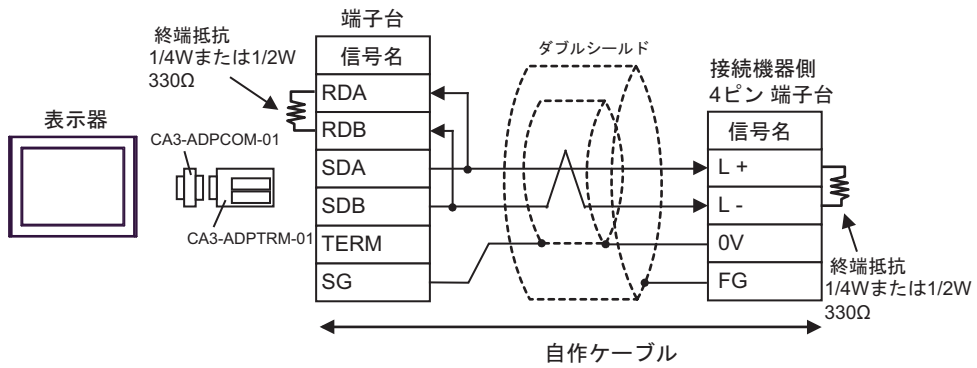 端子台
終端抵抗
1/4Wまたは1/2W
330Ω
信号名
RDA
RDB
SDA
SDB
TERM
SG
表示器
CA3-ADPCOM-01
CA3-ADPTRM-01
ダブルシールド
接続機器側
4ピン 端子台
信号名
L +
L -
0V
FG
終端抵抗
1/4Wまたは1/2W
330Ω
自作ケーブル